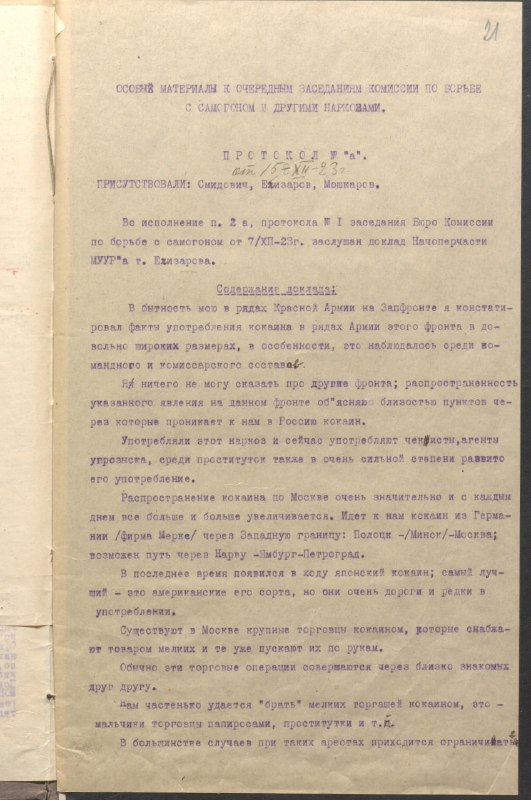 21
ОСОБЫЕ МАТЕРИАЛЫ К ОЧЕРЕДНЫМ ЗАСЕДАНИЯМ КОМИССИИ ПО БОРЬБЕ
С САМОГОНОМ И ДРУГИМИ НАРКОЗАМИ.
ПРОТОКОЛ № "а".
от 15/XII-23г
ПРИСУТСТВОВАЛИ: Смидович, Елизаров, Мошкаров.
Во исполнение п. 2 а, протокола № I заседания Бюро Комиссии
по борьбе с самогоном от 7/XII-23г. заслушан доклад Начоперчасти
МУУР"а т. Елизарова.
Содержание доклада:
В бытность мою в рядах Красной Армии на Запфронте я констати-
ровал факты употребления кокаина в рядах Армии этого фронта в до-
вольно широких размерах, в особенности, это наблюдалось среди ко-
мандного и комиссарского составов.
Я ничего не могу сказать про другие фронта; распространенность
указанного явления на данном фронте об"ясняю близостью пунктов че-
рез которые проникает к нам в Россию кокаин.
Употребляли этот наркоз и сейчас употребляют чекисты, агенты
угрозыска, среди проституток также в очень сильной степени развито
его употребление.
Распространение кокаина по Москве очень значительно и с каждым
днем все больше и больше увеличивается. Идет к нам кокаин из Герма-
нии /фирма Мерке/ через Западную границу: Полоцк -/Минск/-Москва;
возможен путь через Нарву -Ямбург-Петроград.
В последнее время появился в ходу японский кокаин; самый луч-
ший - это американские его сорта, но они очень дороги и редки в
употреблении.
Существуют в Москве крупные торговцы кокаином, которые снабжа-
ют товаром мелких и те уже пускают их по рукам.
Обычно эти торговые операции совершаются через близко знакомых
друг другу.
Нам частенько удается "брать" мелких торгашей кокаином, это -
мальчики торговцы папиросами, проститутки и т.д.
В большинстве случаев при таких арестах приходится ограничивать